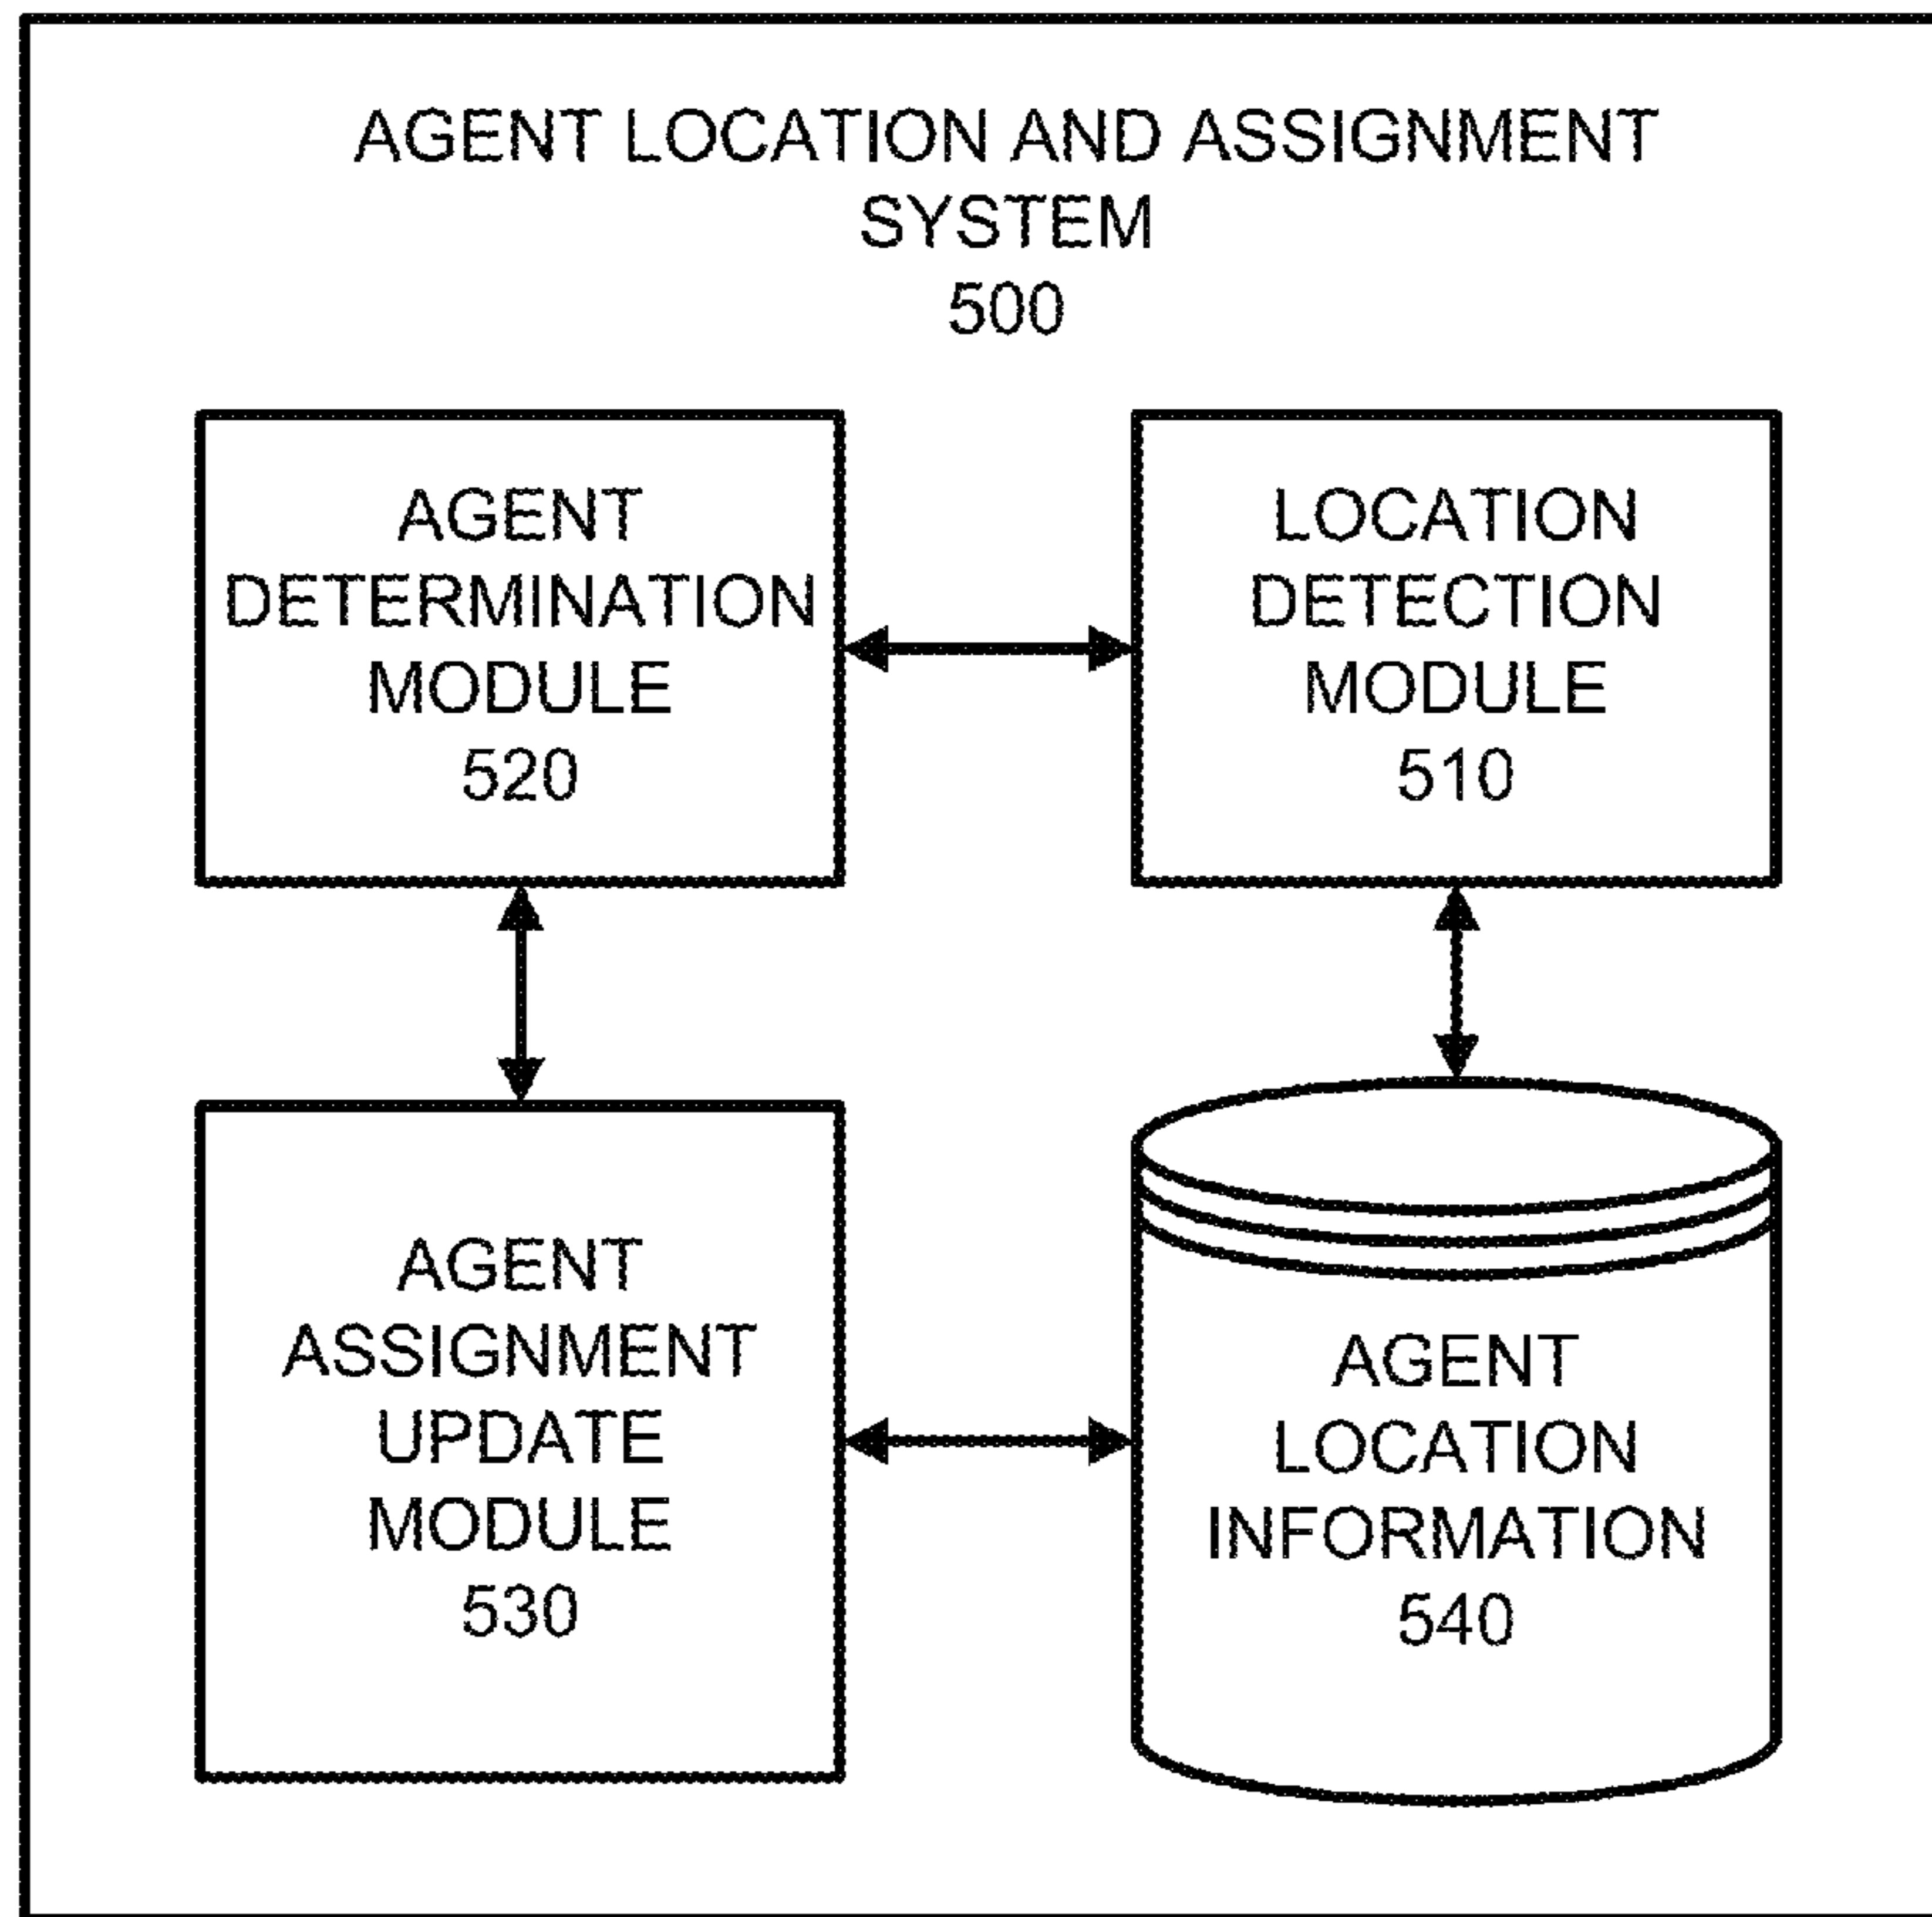 AGENT LOCATION AND ASSIGNMENT
SYSTEM
500
AGENT
DETERMINATION
MODULE
520
LOCATION
DETECTION
MODULE
510
AGENT
ASSIGNMENT
UPDATE
MODULE
530
AGENT
LOCATION
INFORMATION
540